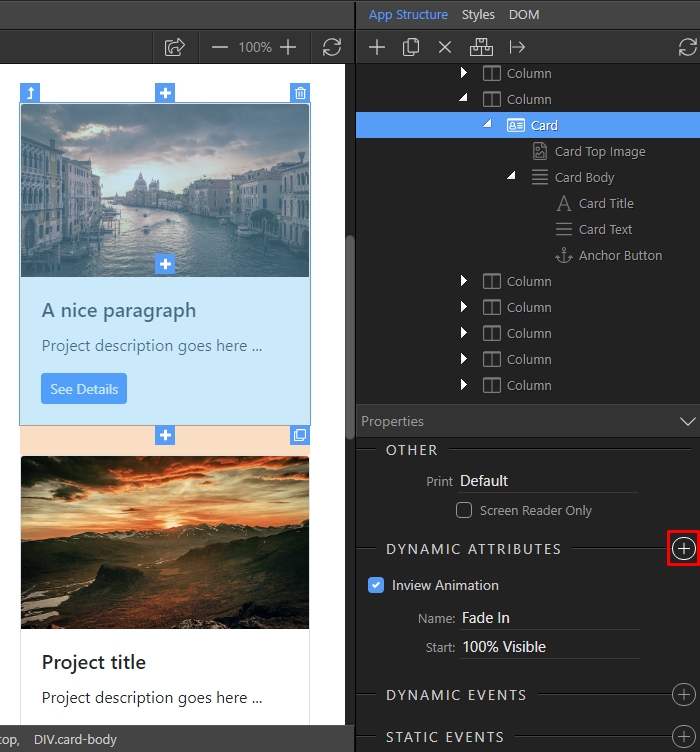 App Structure Styles DOM
100%
Column
Column
Card
Card Top Image
Card Body
Card Title
Card Text
Anchor Button
Column
Column
Column
Column
Column
A nice paragraph
Project description goes here ...
See Details
Project title
Project description goes here ...
Properties
OTHER
Print Default
Screen Reader Only
DYNAMIC ATTRIBUTES
Inview Animation
Name: Fade In
Start: 100% Visible
DYNAMIC EVENTS
STATIC EVENTS
top, DIV.card-body